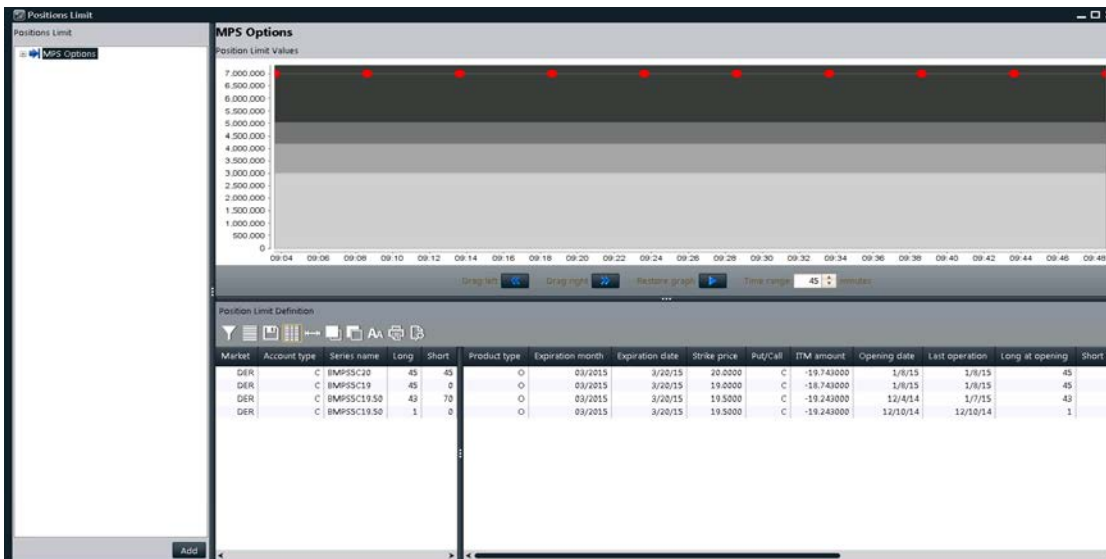 Positions Limit
Positions Limit
MPS Options
Add
MPS Options
Position Limit Values
7.000.000
6.500.000
6.000.000
5.500.000
5.000.000
4.500.000
4.000.000
3.500.000
3.000.000
2.500.000
2.000.000
1.500.000
1.000.000
500.000
0
09:04 09:06 09:08 09:10 09:12 09:14 09:16 09:18 09:20 09:22 09:24 09:26 09:28 09:30 09:32 09:34 09:36 09:38 09:40 09:42 09:44 09:46 09:48
Drag left Drag right Restore graph Time range 45 minutes
Position Limit Definition
Market Account type Series name Long Short Product type Expiration month Expiration date Strike price Put/Call ITM amount Opening date Last operation Long at opening Short
DER C BMPS5C20 45 45 O 03/2015 3/20/15 20.0000 C -19.743000 1/8/15 1/8/15 45
DER C BMPS5C19 45 0 O 03/2015 3/20/15 19.0000 C -18.743000 1/8/15 1/8/15 45
DER C BMPS5C19.50 43 70 O 03/2015 3/20/15 19.5000 C -19.243000 12/4/14 1/7/15 43
DER C BMPS5C19.50 1 0 O 03/2015 3/20/15 19.5000 C -19.243000 12/10/14 12/10/14 1